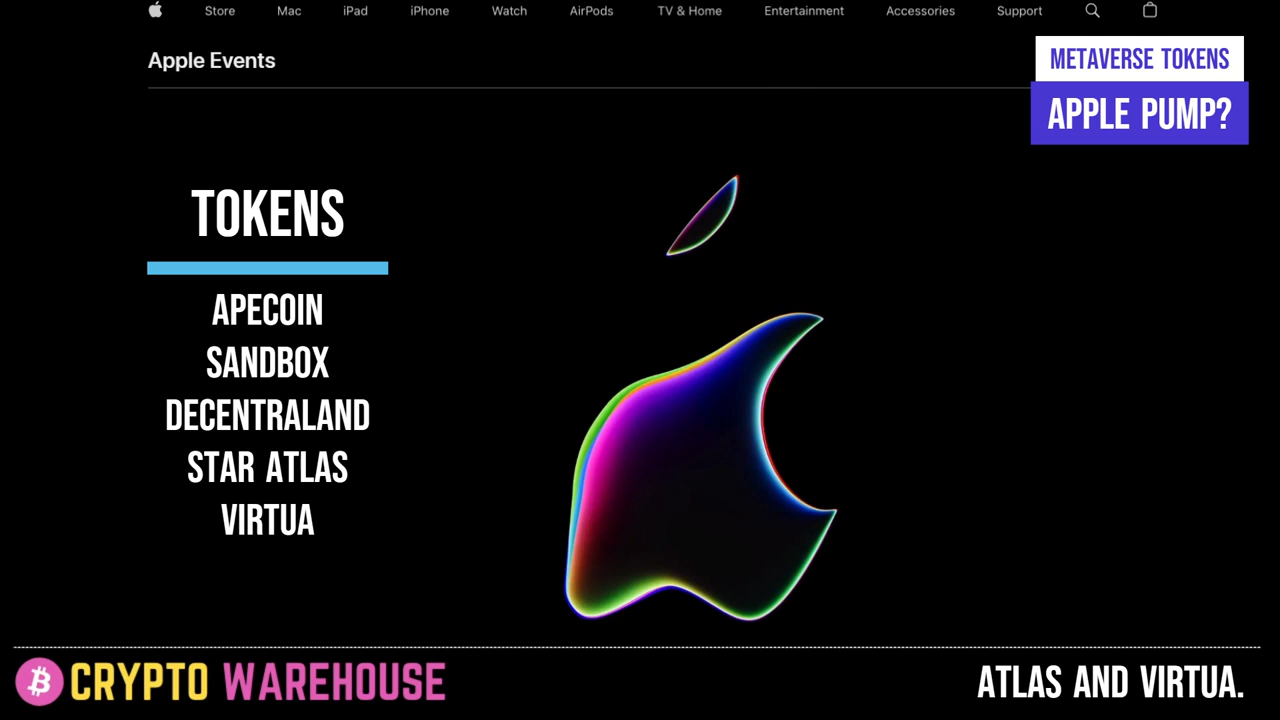 Store Mac iPad iPhone Watch AirPods TV & Home Entertainment Accessories Support
Apple Events
METAVERSE TOKENS
APPLE PUMP?
TOKENS
APECOIN
SANDBOX
DECENTRALAND
STAR ATLAS
VIRTUA
CRYPTO WAREHOUSE
ATLAS AND VIRTUA.